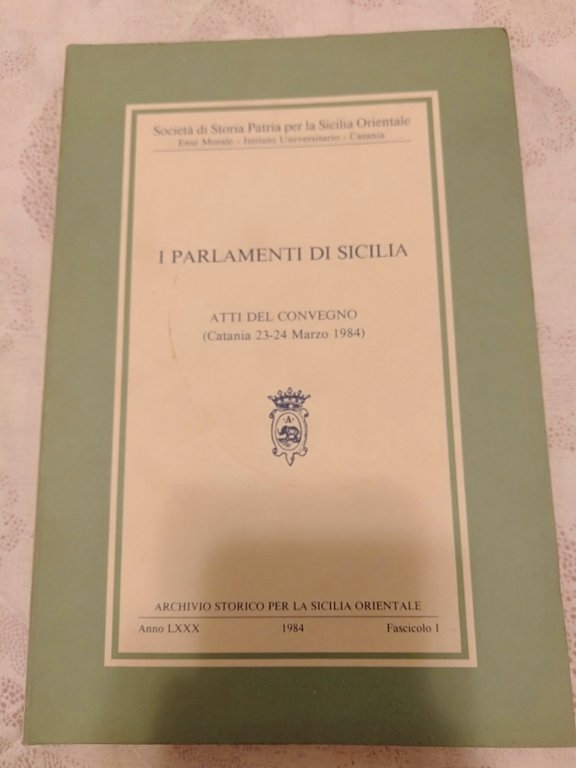 Società di Storia Patria per la Sicilia Orientale
Ente Morale - Istituto Universitario - Catania
I PARLAMENTI DI SICILIA
ATTI DEL CONVEGNO
(Catania 23-24 Marzo 1984)
·A·
ARCHIVIO STORICO PER LA SICILIA ORIENTALE
Anno LXXX 1984 Fascicolo I